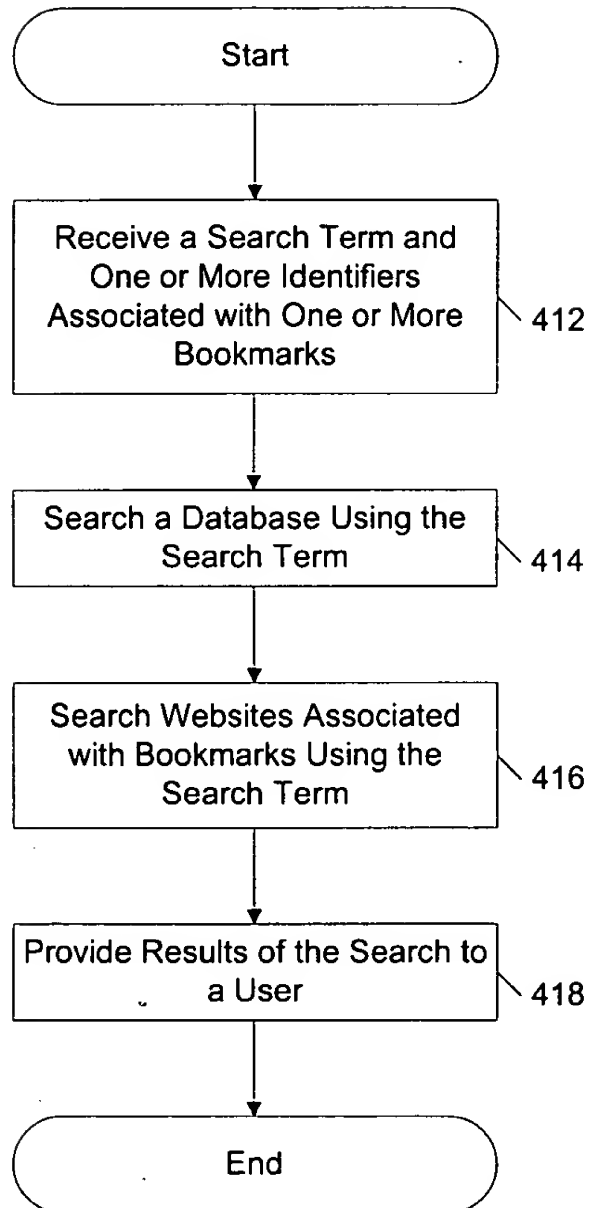 Start
Receive a Search Term and
One or More Identifiers
Associated with One or More
Bookmarks
412
Search a Database Using the
Search Term
414
Search Websites Associated
with Bookmarks Using the
Search Term
416
Provide Results of the Search to
a User
418
End